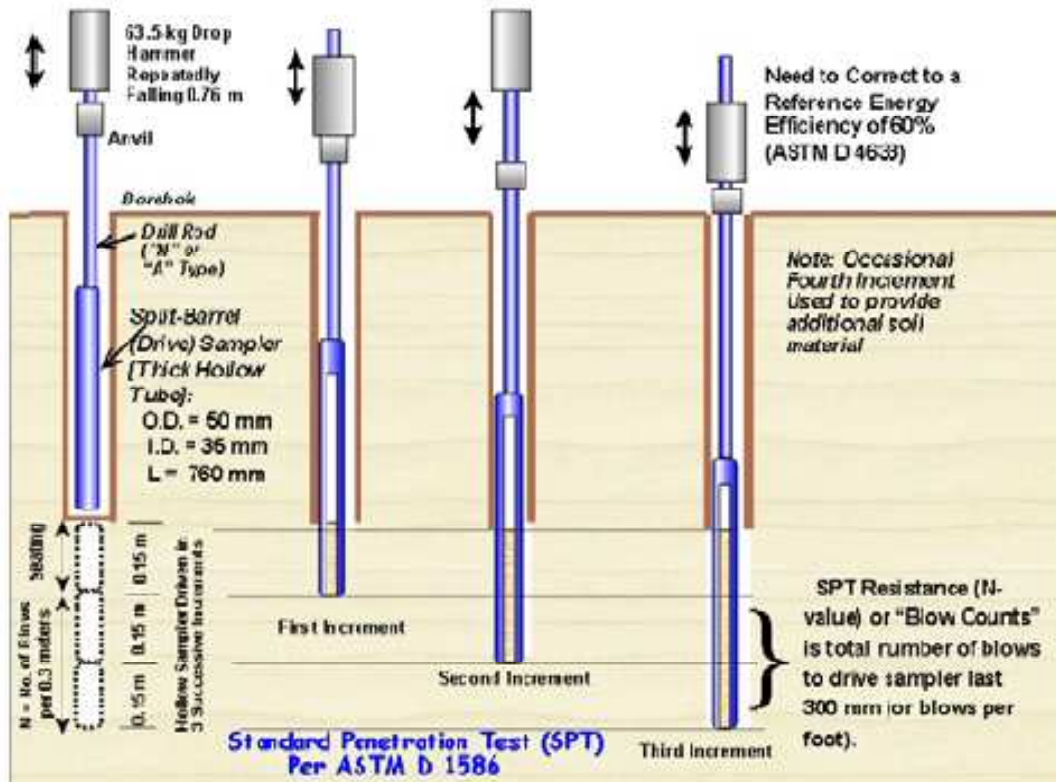 63.5-kg Drop
Hammer
Repeatedly
Falling 0.76 m
Anvil
Need to Correct to a
Reference Energy
Efficiency of 60%
(ASTM D 4633)
Borehole
Drill Rod
("N" or
"A" Type)
Split-Barrel
(Drive) Sampler
[Thick Hollow
Tube]:
O.D. = 50 mm
I.D. = 35 mm
L = 760 mm
Note: Occasional
Fourth Increment
Used to provide
additional soil
material
Seating
0.15 m
N = No. of Blows
per 0.3 meters
0.15 m
0.15 m
Hollow Sampler Driven in
3 Successive Increments
First Increment
Second Increment
Third Increment
SPT Resistance (N-
value) or “Blow Counts”
is total number of blows
to drive sampler last
300 mm (or blows per
foot).
Standard Penetration Test (SPT)
Per ASTM D 1586